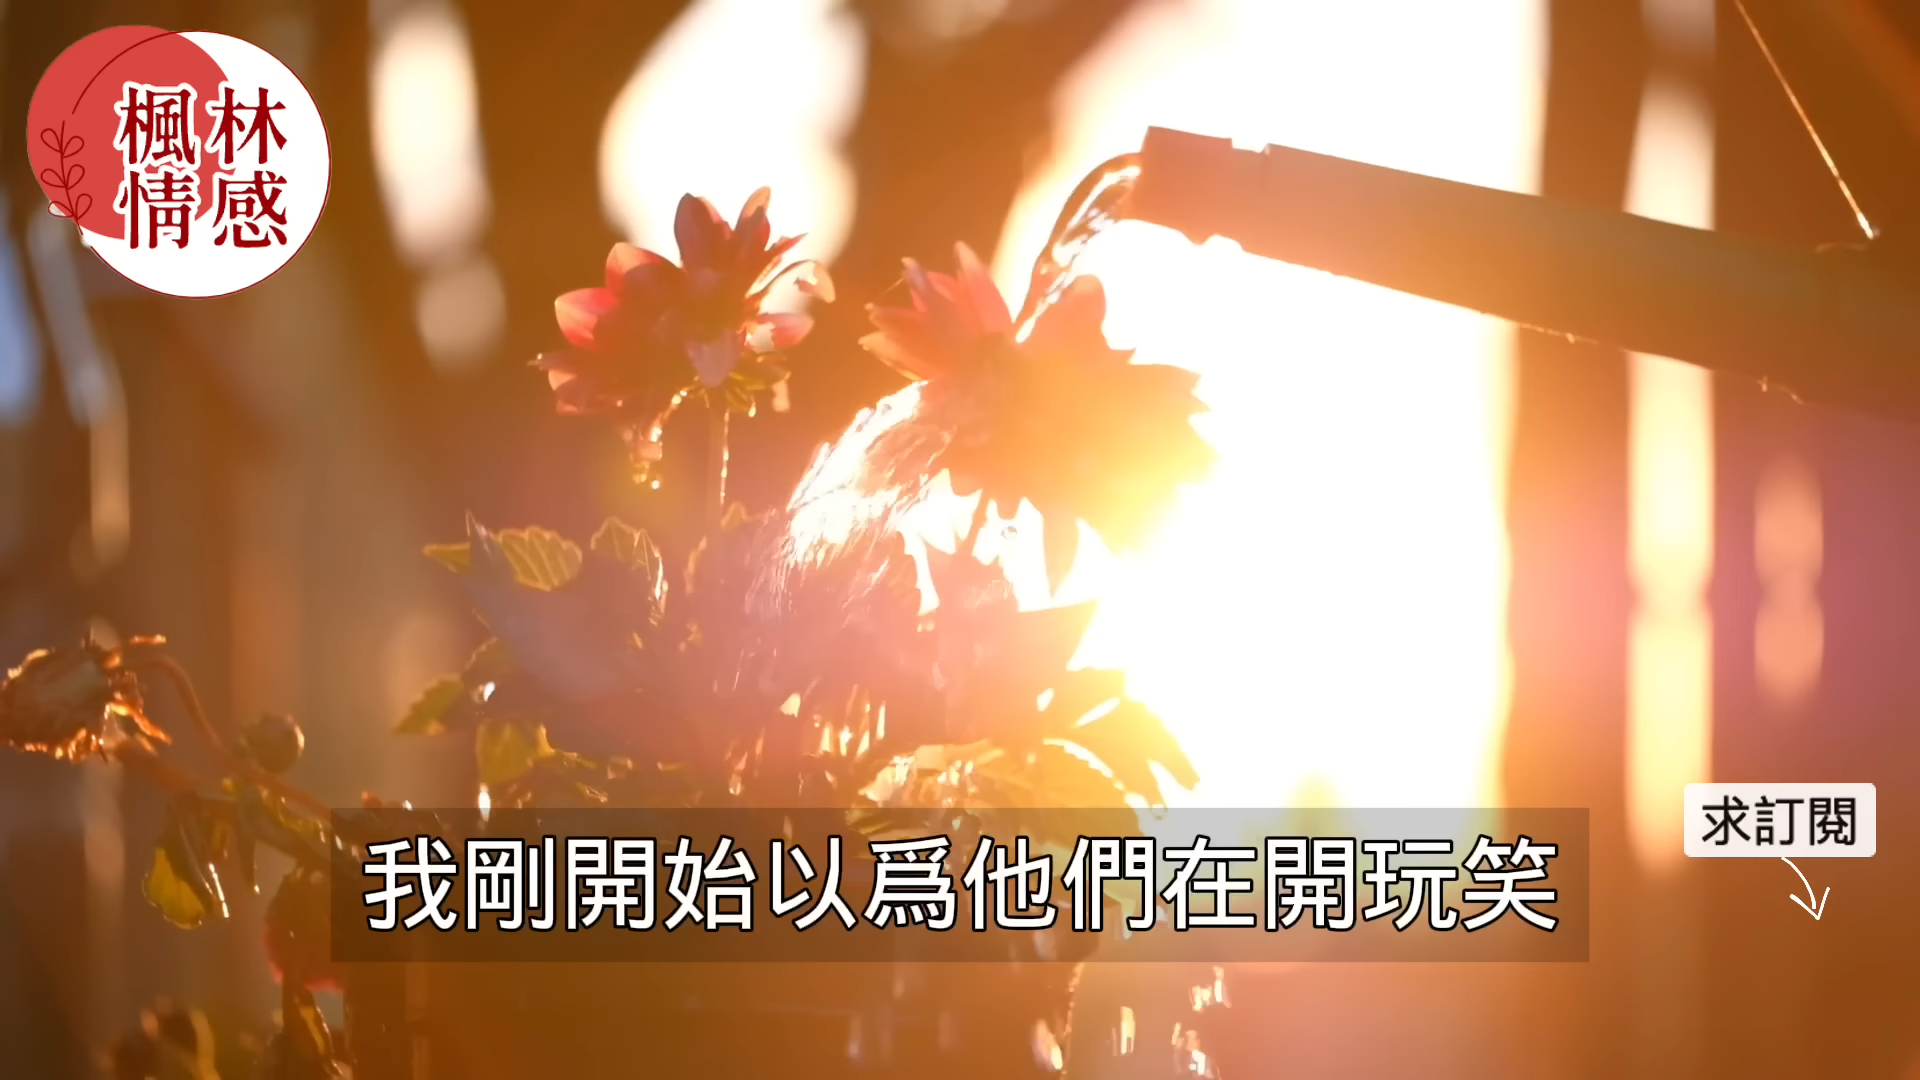 楓林
情感
我剛開始以爲他們在開玩笑
求訂閱